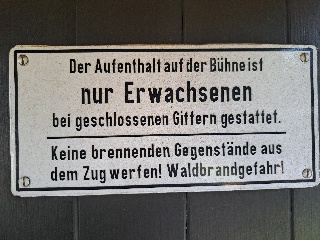 Der Aufenthalt auf der Bühne ist
nur Erwachsenen
bei geschlossenen Gittern gestattet.
Keine brennenden Gegenstände aus
dem Zug werfen! Waldbrandgefahr!